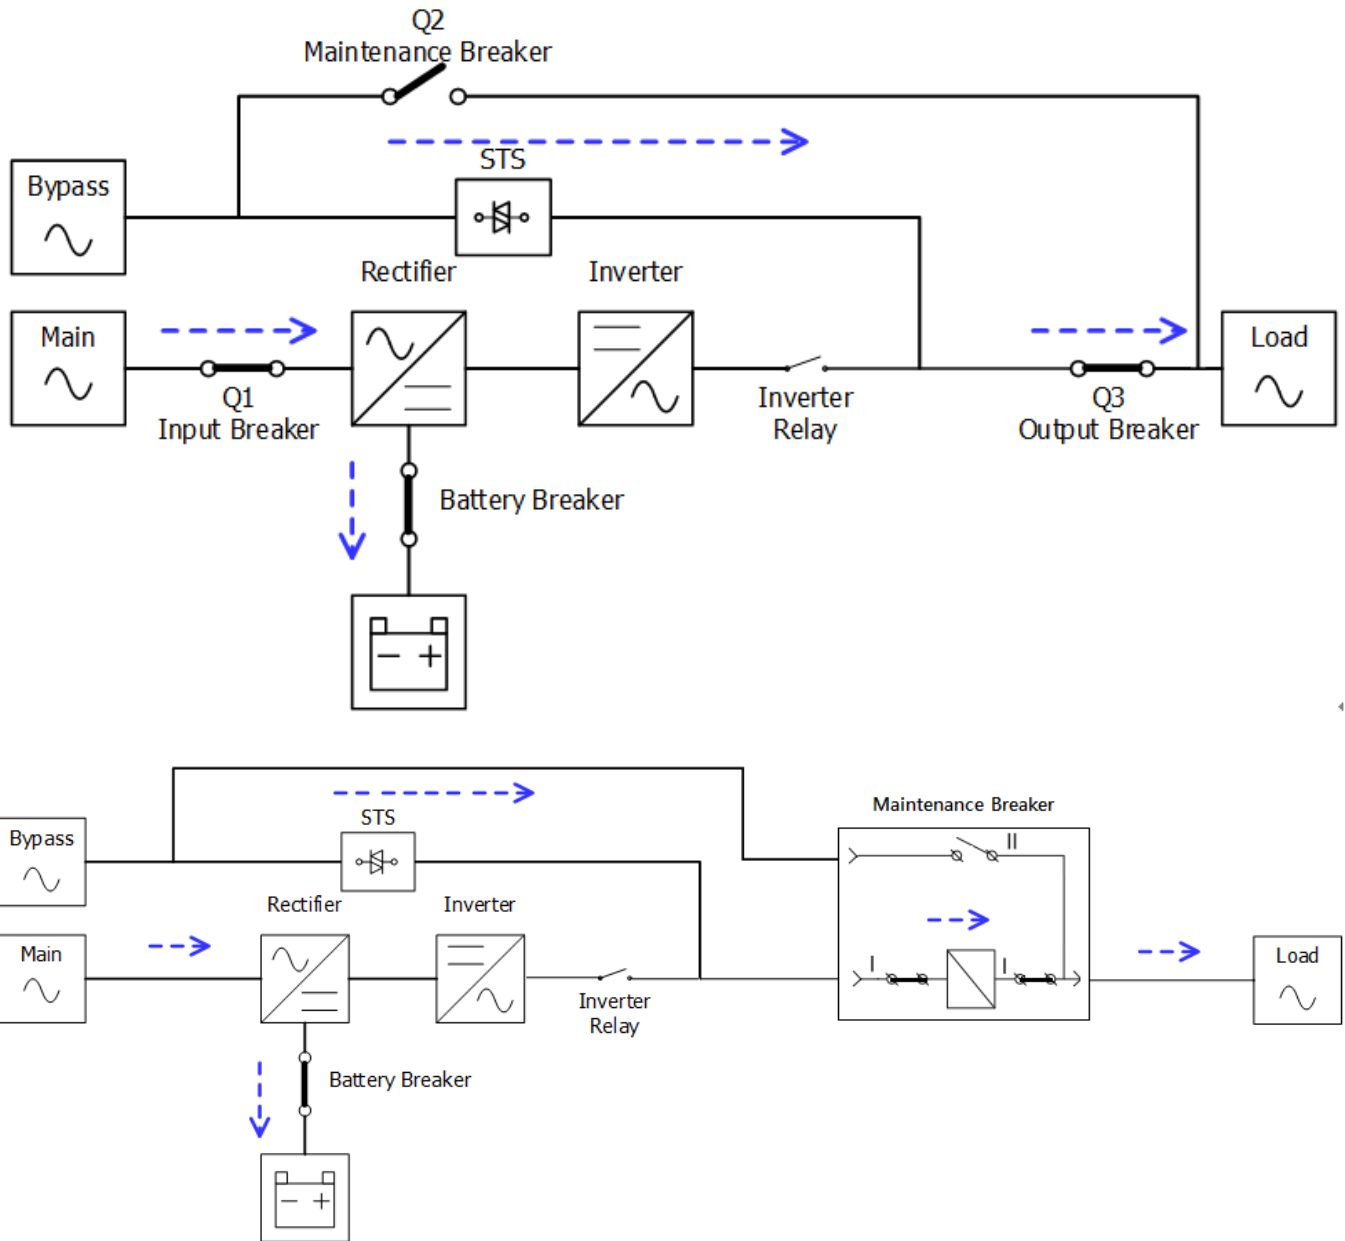 Q2
Maintenance Breaker
STS
Bypass
Rectifier
Inverter
Main
Load
Q1
Input Breaker
Inverter
Relay
Q3
Output Breaker
Battery Breaker
− +
Maintenance Breaker
STS
Bypass
II
Rectifier
Inverter
Main
I
I
Load
Inverter
Relay
Battery Breaker
− +